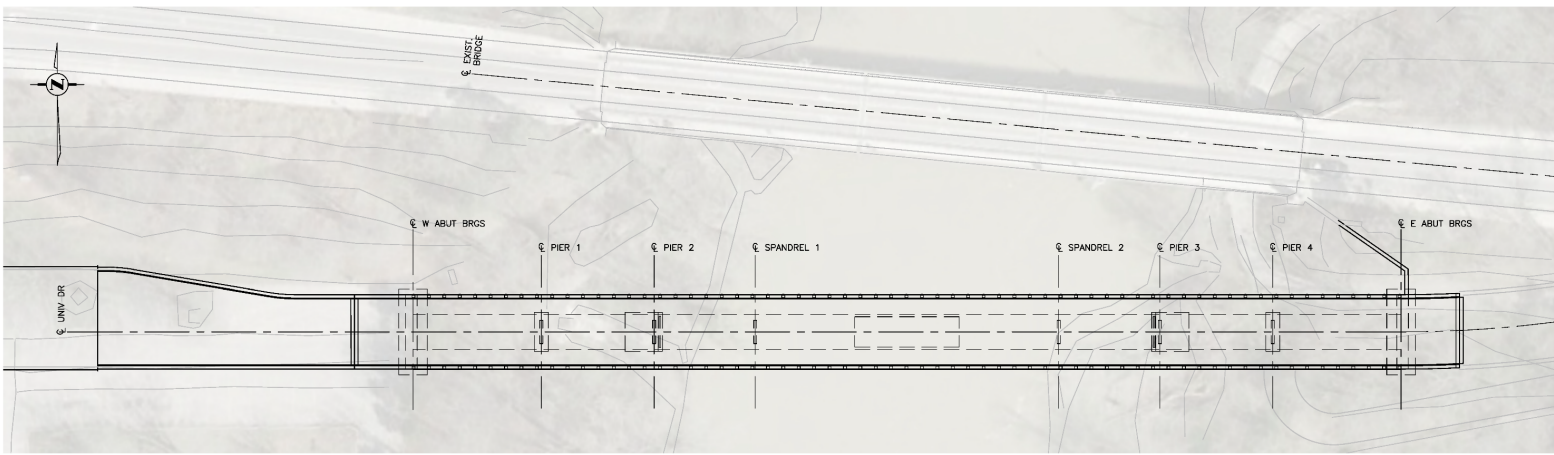 ℄ EXIST.
BRIDGE
N
℄ W ABUT BRGS
℄ E ABUT BRGS
℄ PIER 1
℄ PIER 2
℄ SPANDREL 1
℄ SPANDREL 2
℄ PIER 3
℄ PIER 4
℄ UNIV DR